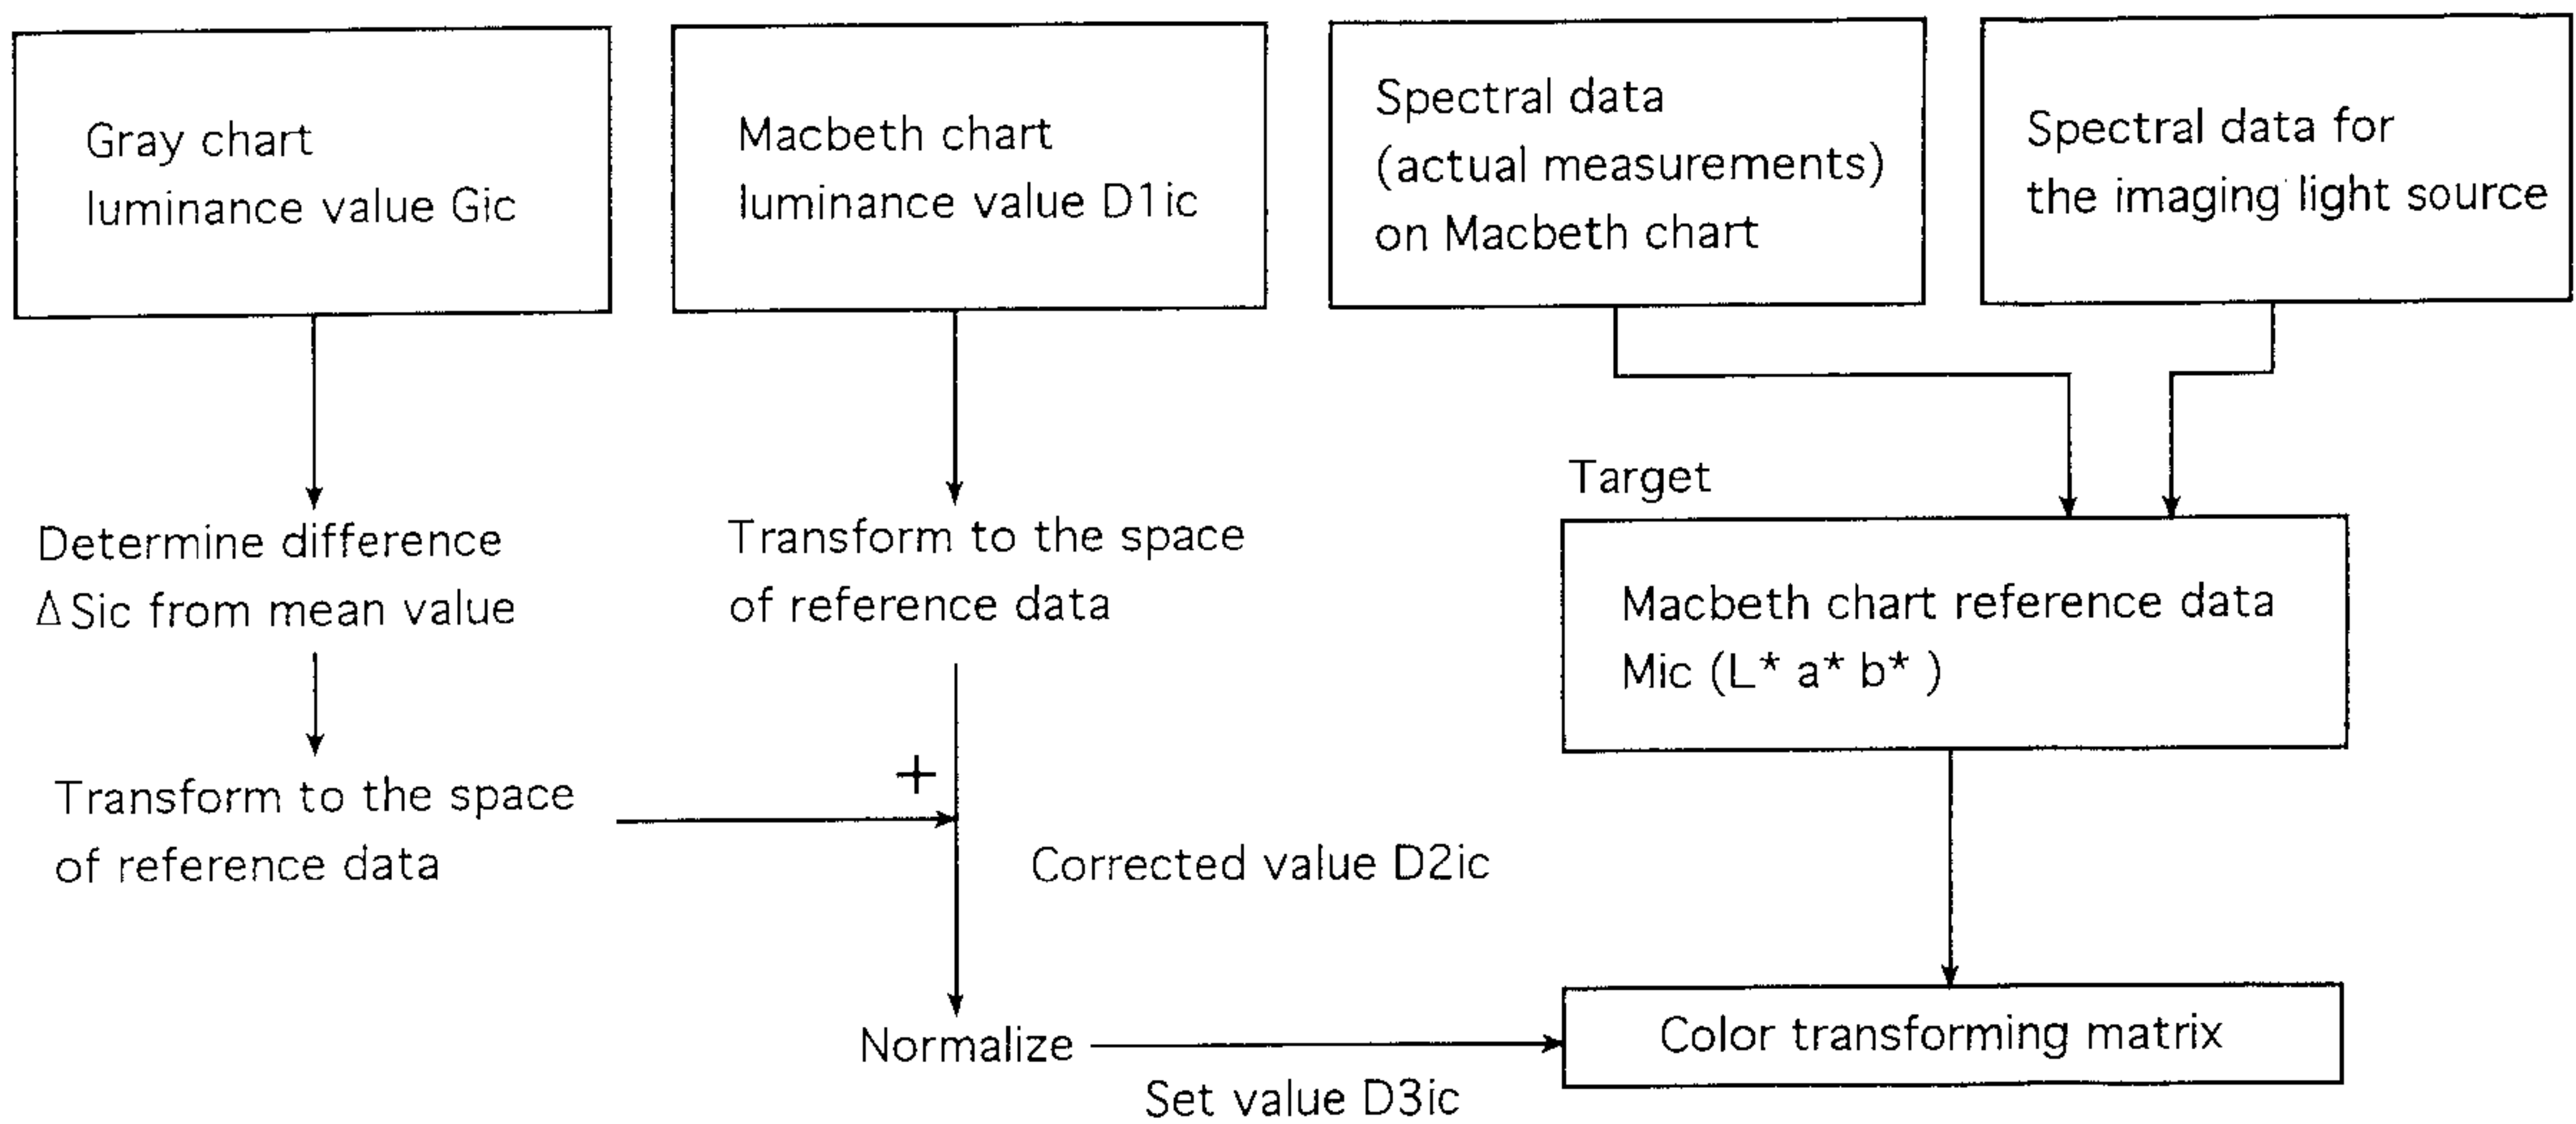 Gray chart
luminance value Gic
Macbeth chart
luminance value D1ic
Spectral data
(actual measurements)
on Macbeth chart
Spectral data for
the imaging light source
Determine difference
ΔSic from mean value
Transform to the space
of reference data
Target
Macbeth chart reference data
Mic (L* a* b* )
Transform to the space
of reference data
+
Corrected value D2ic
Normalize
Set value D3ic
Color transforming matrix